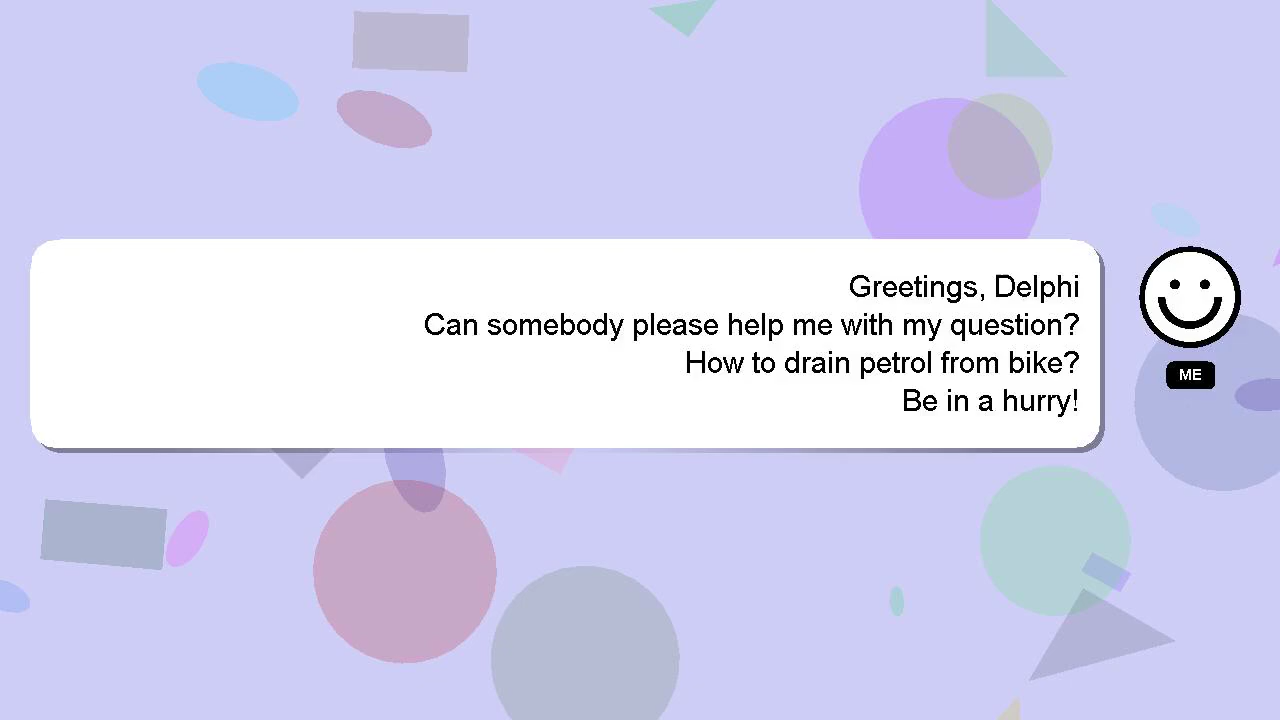 Greetings, Delphi
Can somebody please help me with my question?
How to drain petrol from bike?
Be in a hurry!
ME